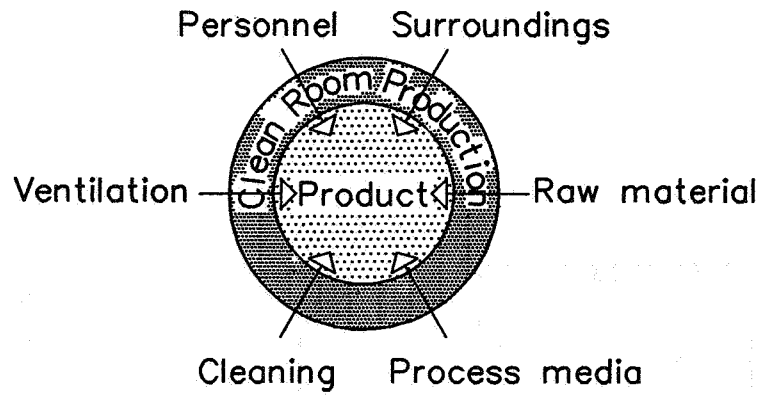 Personnel Surroundings
Clean Room Production
Ventilation Product Raw material
Cleaning Process media